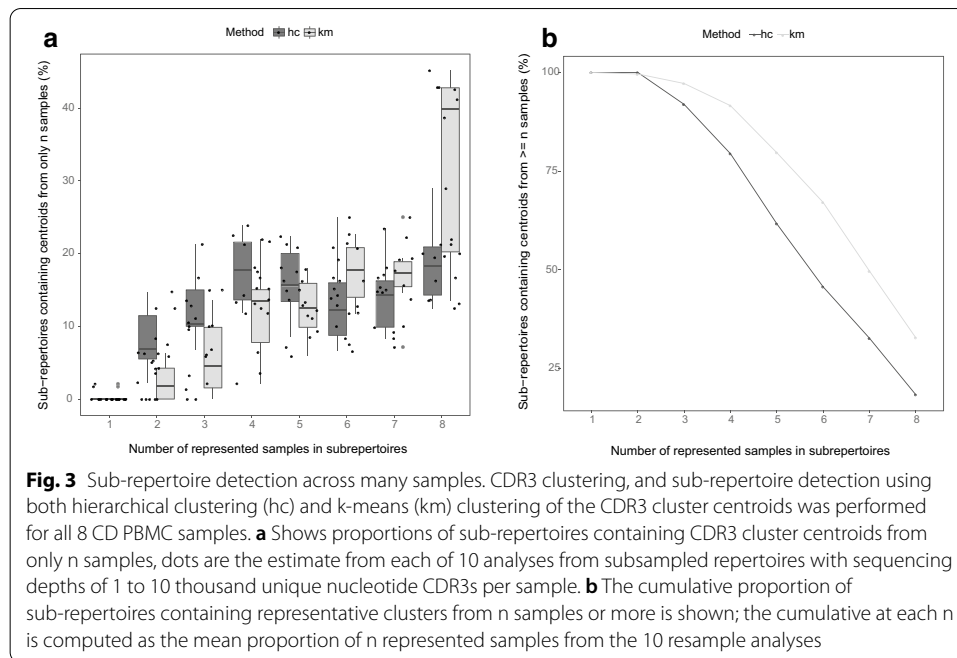 a
Method hc km
Sub-repertoires containing centroids from only n samples (%)
40
30
20
10
0
1 2 3 4 5 6 7 8
Number of represented samples in subrepertoires
b
Method hc km
Sub-repertoires containing centroids from >= n samples (%)
100
75
50
25
1 2 3 4 5 6 7 8
Number of represented samples in subrepertoires
Fig. 3 Sub-repertoire detection across many samples. CDR3 clustering, and sub-repertoire detection using
both hierarchical clustering (hc) and k-means (km) clustering of the CDR3 cluster centroids was performed
for all 8 CD PBMC samples. a Shows proportions of sub-repertoires containing CDR3 cluster centroids from
only n samples, dots are the estimate from each of 10 analyses from subsampled repertoires with sequencing
depths of 1 to 10 thousand unique nucleotide CDR3s per sample. b The cumulative proportion of
sub-repertoires containing representative clusters from n samples or more is shown; the cumulative at each n
is computed as the mean proportion of n represented samples from the 10 resample analyses